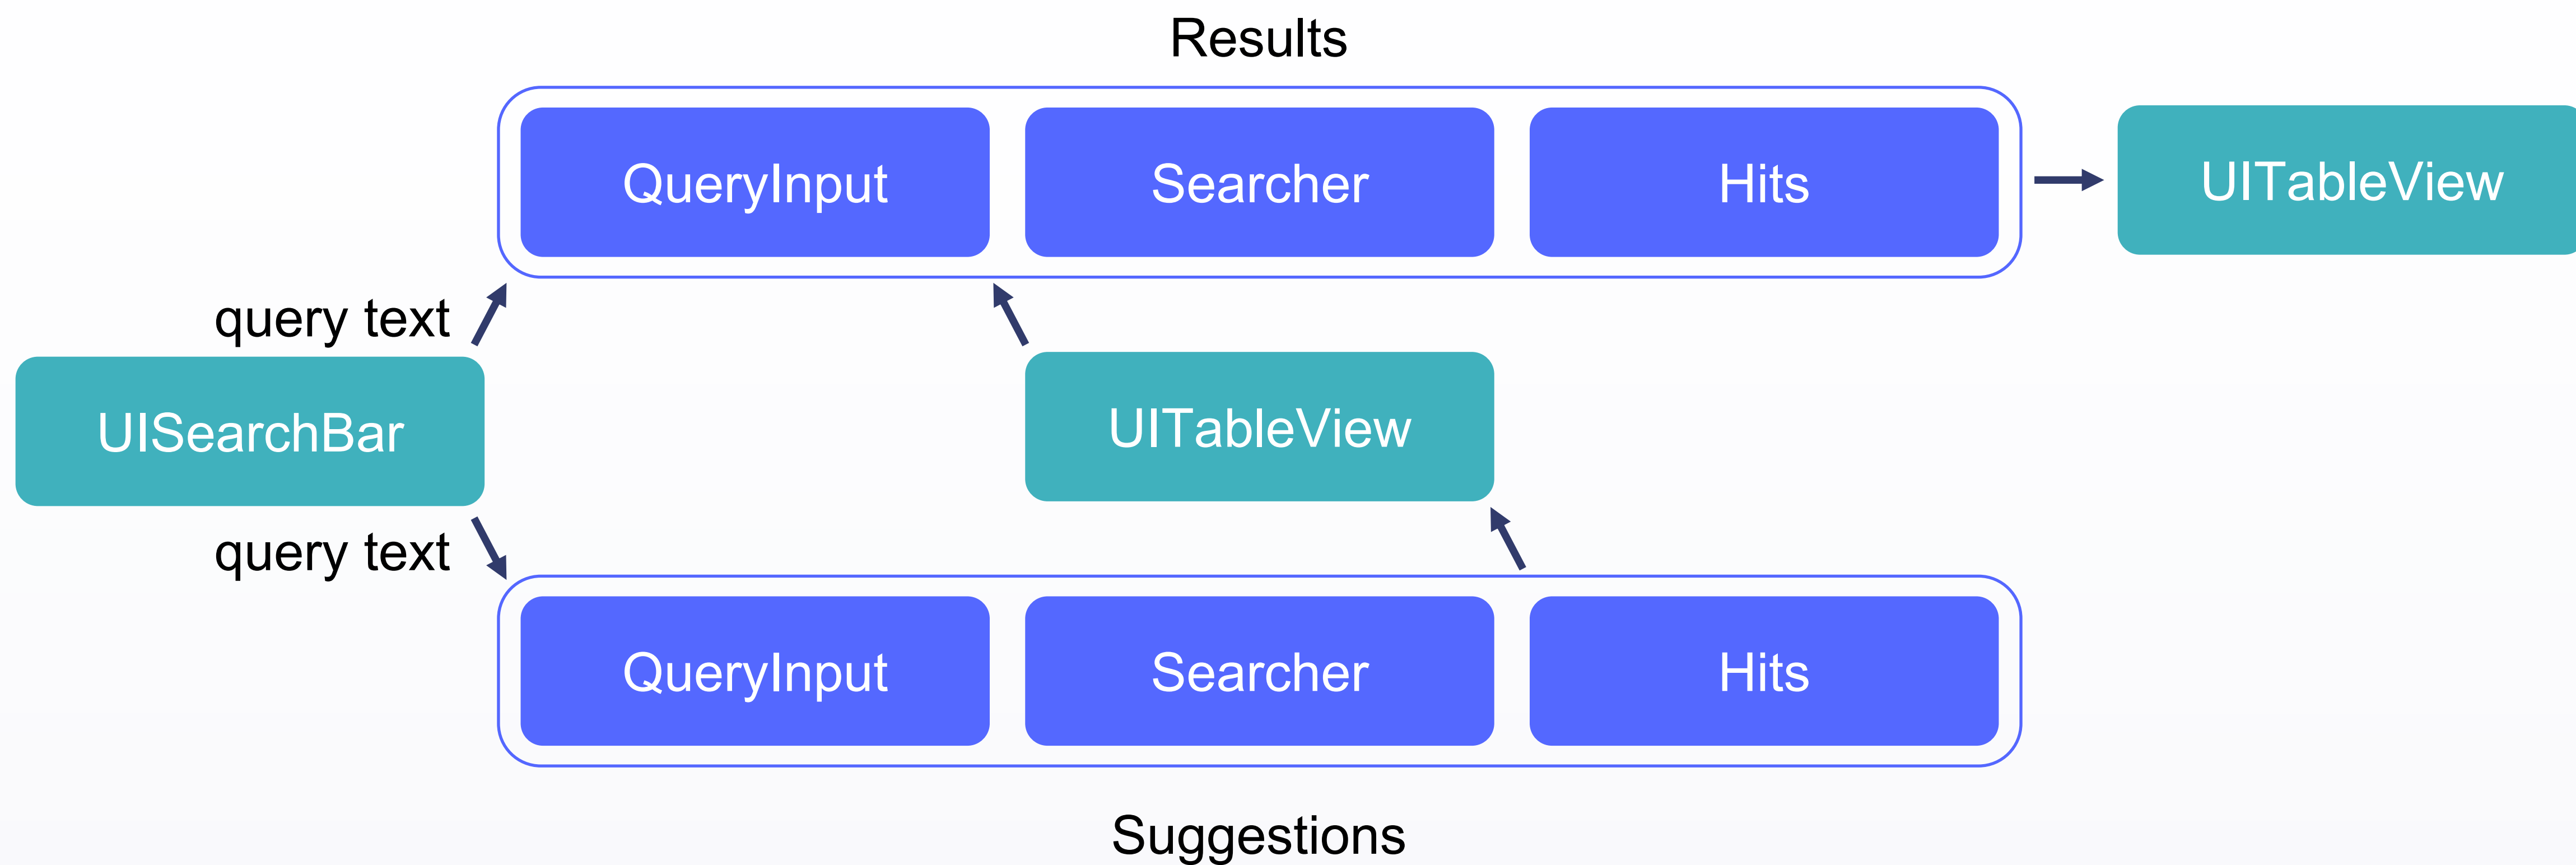 Results
QueryInput
Searcher
Hits
UITableView
query text
UISearchBar
UITableView
query text
QueryInput
Searcher
Hits
Suggestions